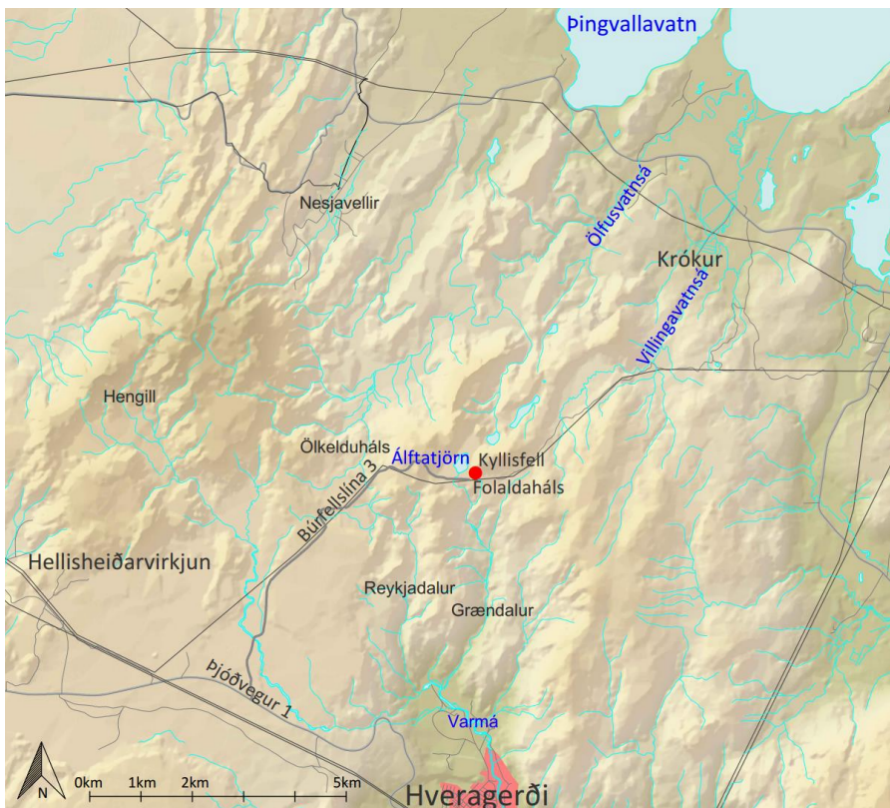 Þingvallavatn
Nesjavellir
Ölfusvatnsá
Krókur
Villingavatnsá
Hengill
Ölkelduháls
Álftatjörn
Kyllisfell
Folaldaháls
Búrfellslína 3
Hellisheiðarvirkjun
Reykjadalur
Grændalur
Þjóðvegur 1
Varmá
N
0km 1km 2km 5km
Hveragerði